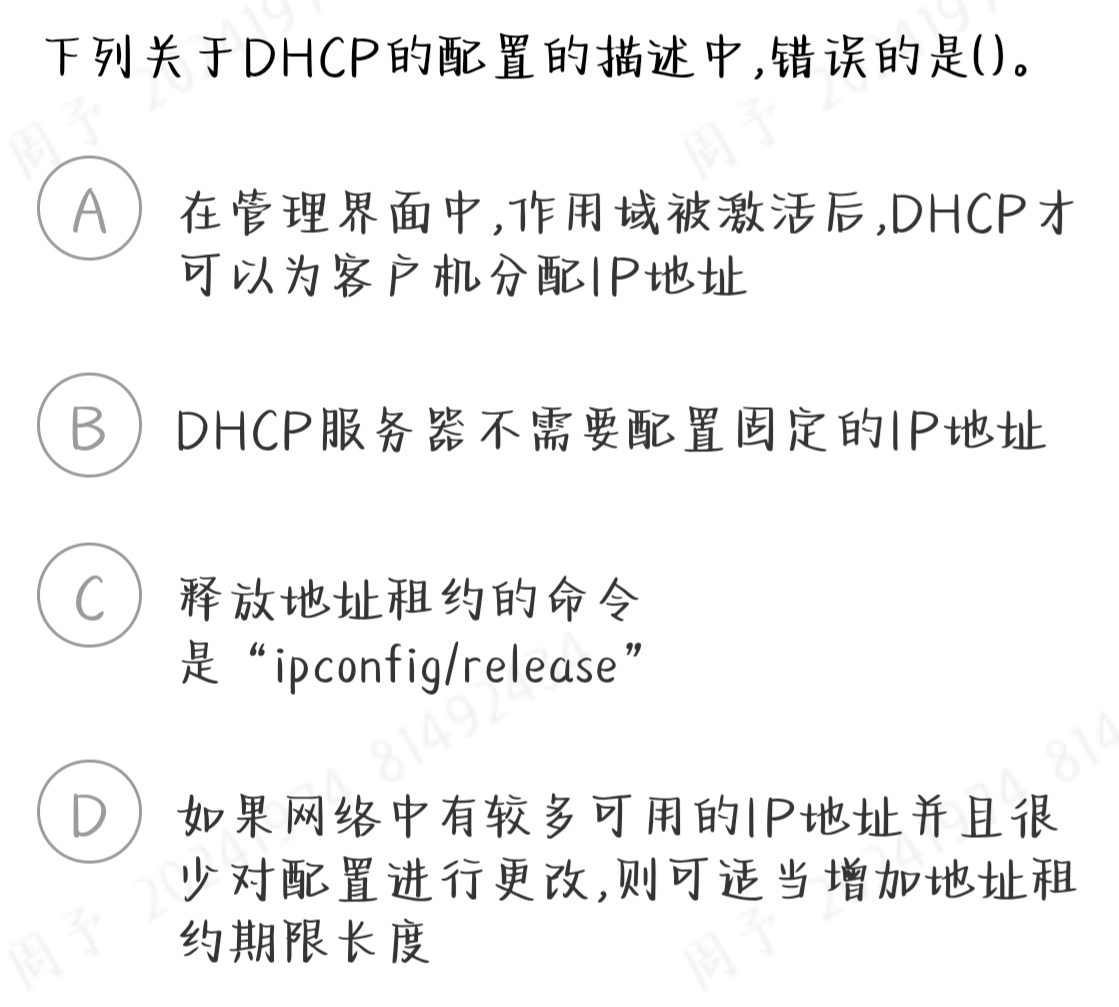 下列关于DHCP的配置的描述中,错误的是()。
A 在管理界面中,作用域被激活后,DHCP才
可以为客户机分配IP地址
B DHCP服务器不需要配置固定的IP地址
C 释放地址租约的命令
是“ipconfig/release”
D 如果网络中有较多可用的IP地址并且很
少对配置进行更改,则可适当增加地址租
约期限长度